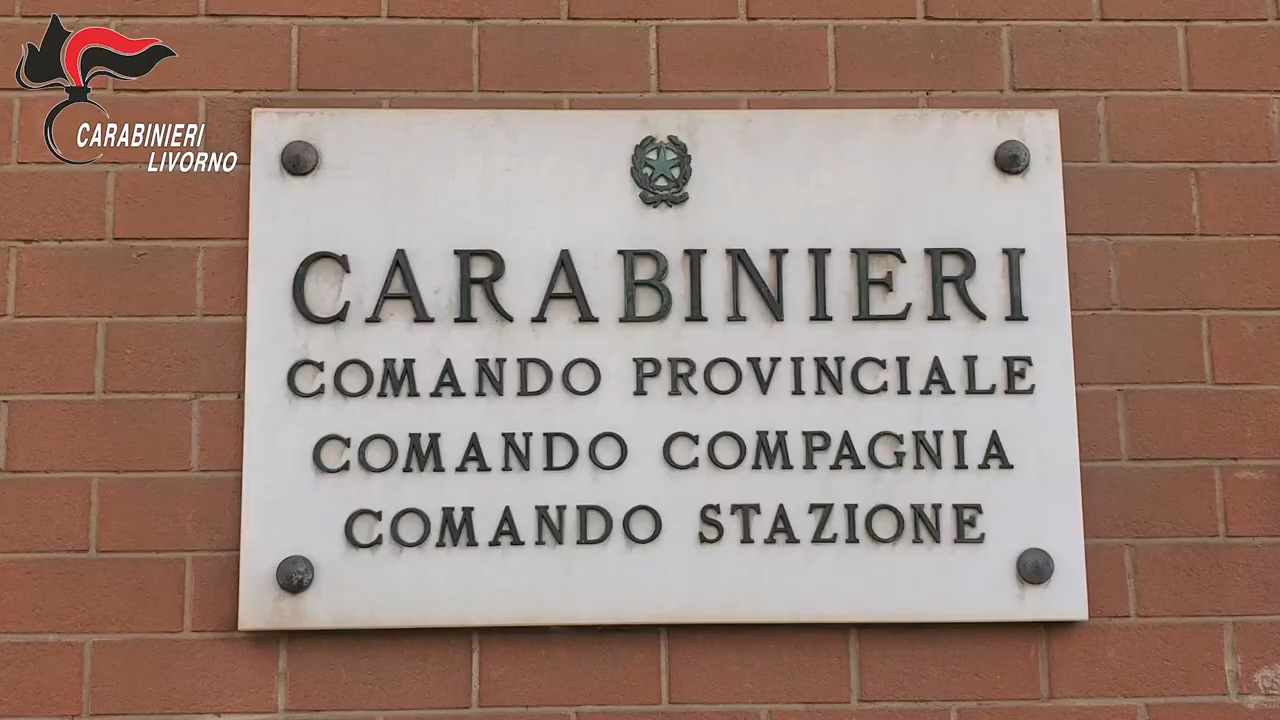 CARABINIERI
LIVORNO
CARABINIERI
COMANDO PROVINCIALE
COMANDO COMPAGNIA
COMANDO STAZIONE